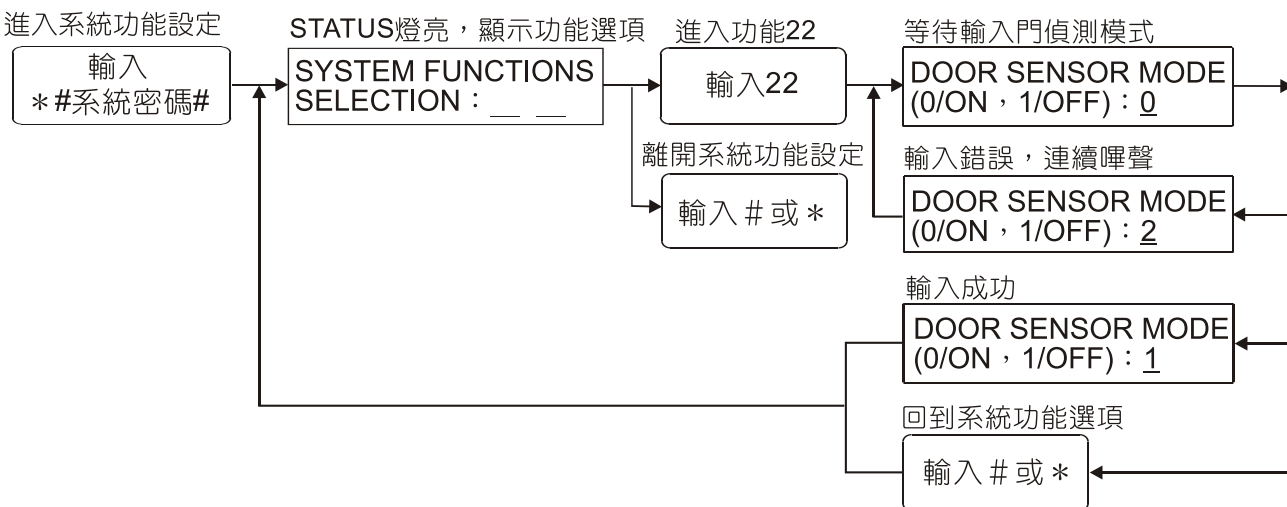 進入系統功能設定
輸入
＊#系統密碼#
STATUS燈亮，顯示功能選項
SYSTEM FUNCTIONS
SELECTION：__ __
進入功能22
輸入22
離開系統功能設定
輸入＃或＊
等待輸入門偵測模式
DOOR SENSOR MODE
(0/ON，1/OFF)：0
輸入錯誤，連續嗶聲
DOOR SENSOR MODE
(0/ON，1/OFF)：2
輸入成功
DOOR SENSOR MODE
(0/ON，1/OFF)：1
回到系統功能選項
輸入＃或＊